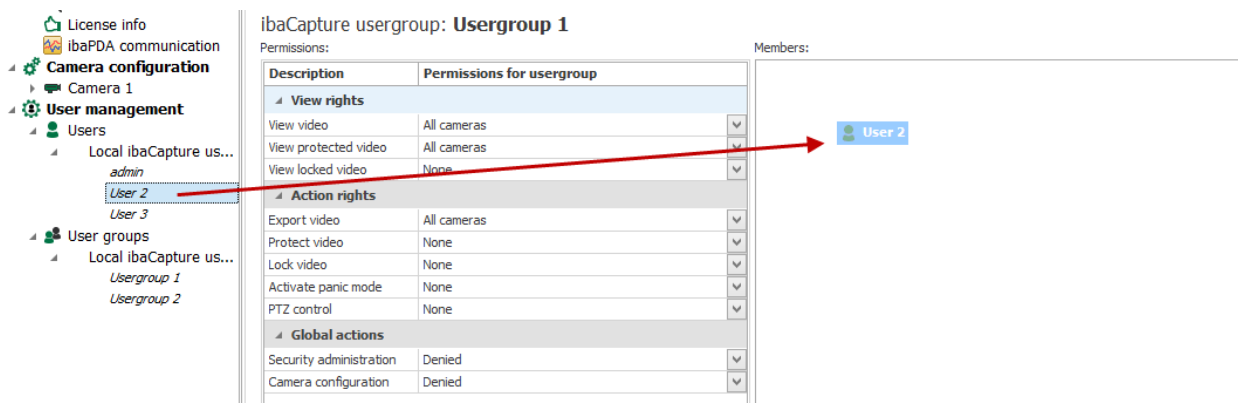 License info
ibaPDA communication
Camera configuration
Camera 1
User management
Users
Local ibaCapture us...
admin
User 2
User 3
User groups
Local ibaCapture us...
Usergroup 1
Usergroup 2
ibaCapture usergroup: Usergroup 1
Permissions:
Description Permissions for usergroup
View rights
View video All cameras
View protected video All cameras
View locked video None
Action rights
Export video All cameras
Protect video None
Lock video None
Activate panic mode None
PTZ control None
Global actions
Security administration Denied
Camera configuration Denied
Members:
User 2